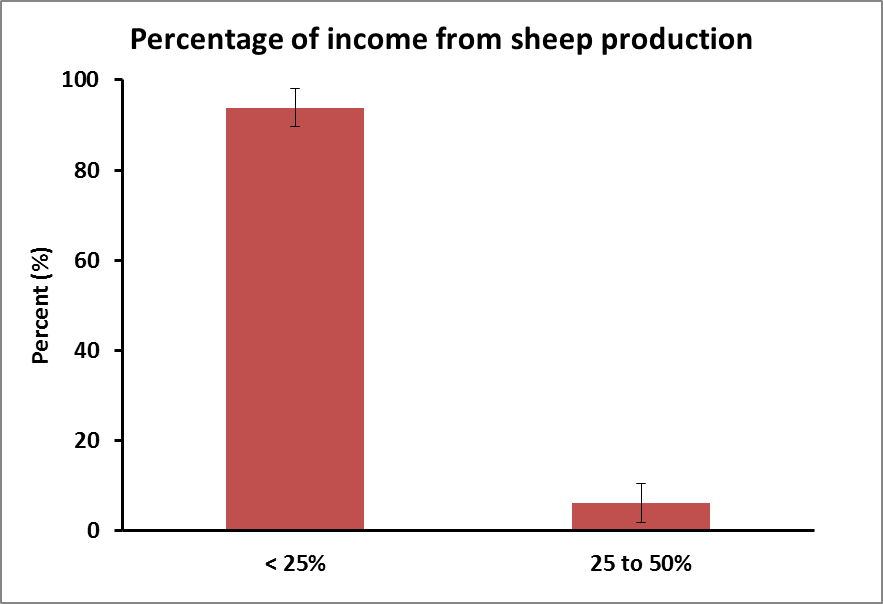 Percentage of income from sheep production
100
80
60
40
20
0
Percent (%)
< 25%
25 to 50%